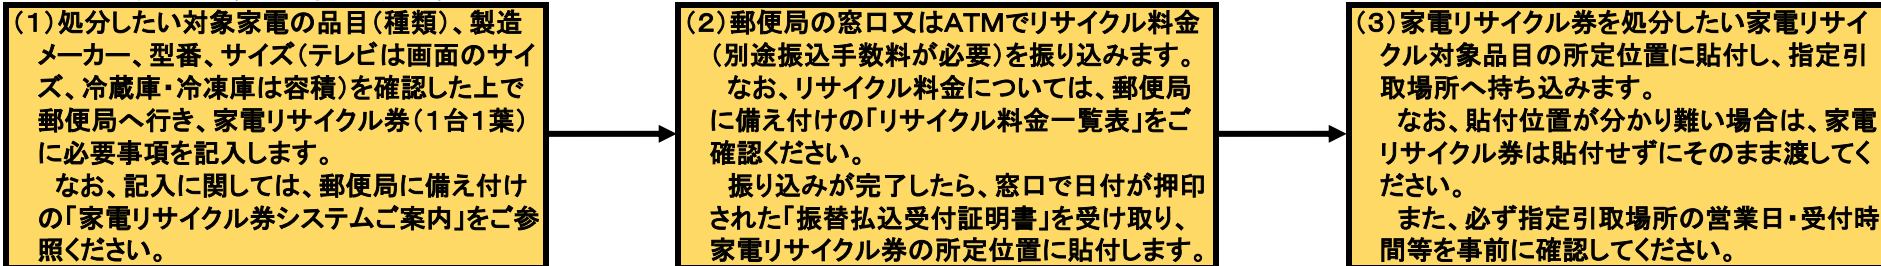 (1)処分したい対象家電の品目(種類)、製造
メーカー、型番、サイズ(テレビは画面のサイ
ズ、冷蔵庫・冷凍庫は容積)を確認した上で
郵便局へ行き、家電リサイクル券(1台1葉)
に必要事項を記入します。
なお、記入に関しては、郵便局に備え付け
の「家電リサイクル券システムご案内」をご参
照ください。
(2)郵便局の窓口又はATMでリサイクル料金
(別途振込手数料が必要)を振り込みます。
なお、リサイクル料金については、郵便局
に備え付けの「リサイクル料金一覧表」をご
確認ください。
振り込みが完了したら、窓口で日付が押印
された「振替払込受付証明書」を受け取り、
家電リサイクル券の所定位置に貼付します。
(3)家電リサイクル券を処分したい家電リサイ
クル対象品目の所定位置に貼付し、指定引
取場所へ持ち込みます。
なお、貼付位置が分かり難い場合は、家電
リサイクル券は貼付せずにそのまま渡してく
ださい。
また、必ず指定引取場所の営業日・受付時
間等を事前に確認してください。